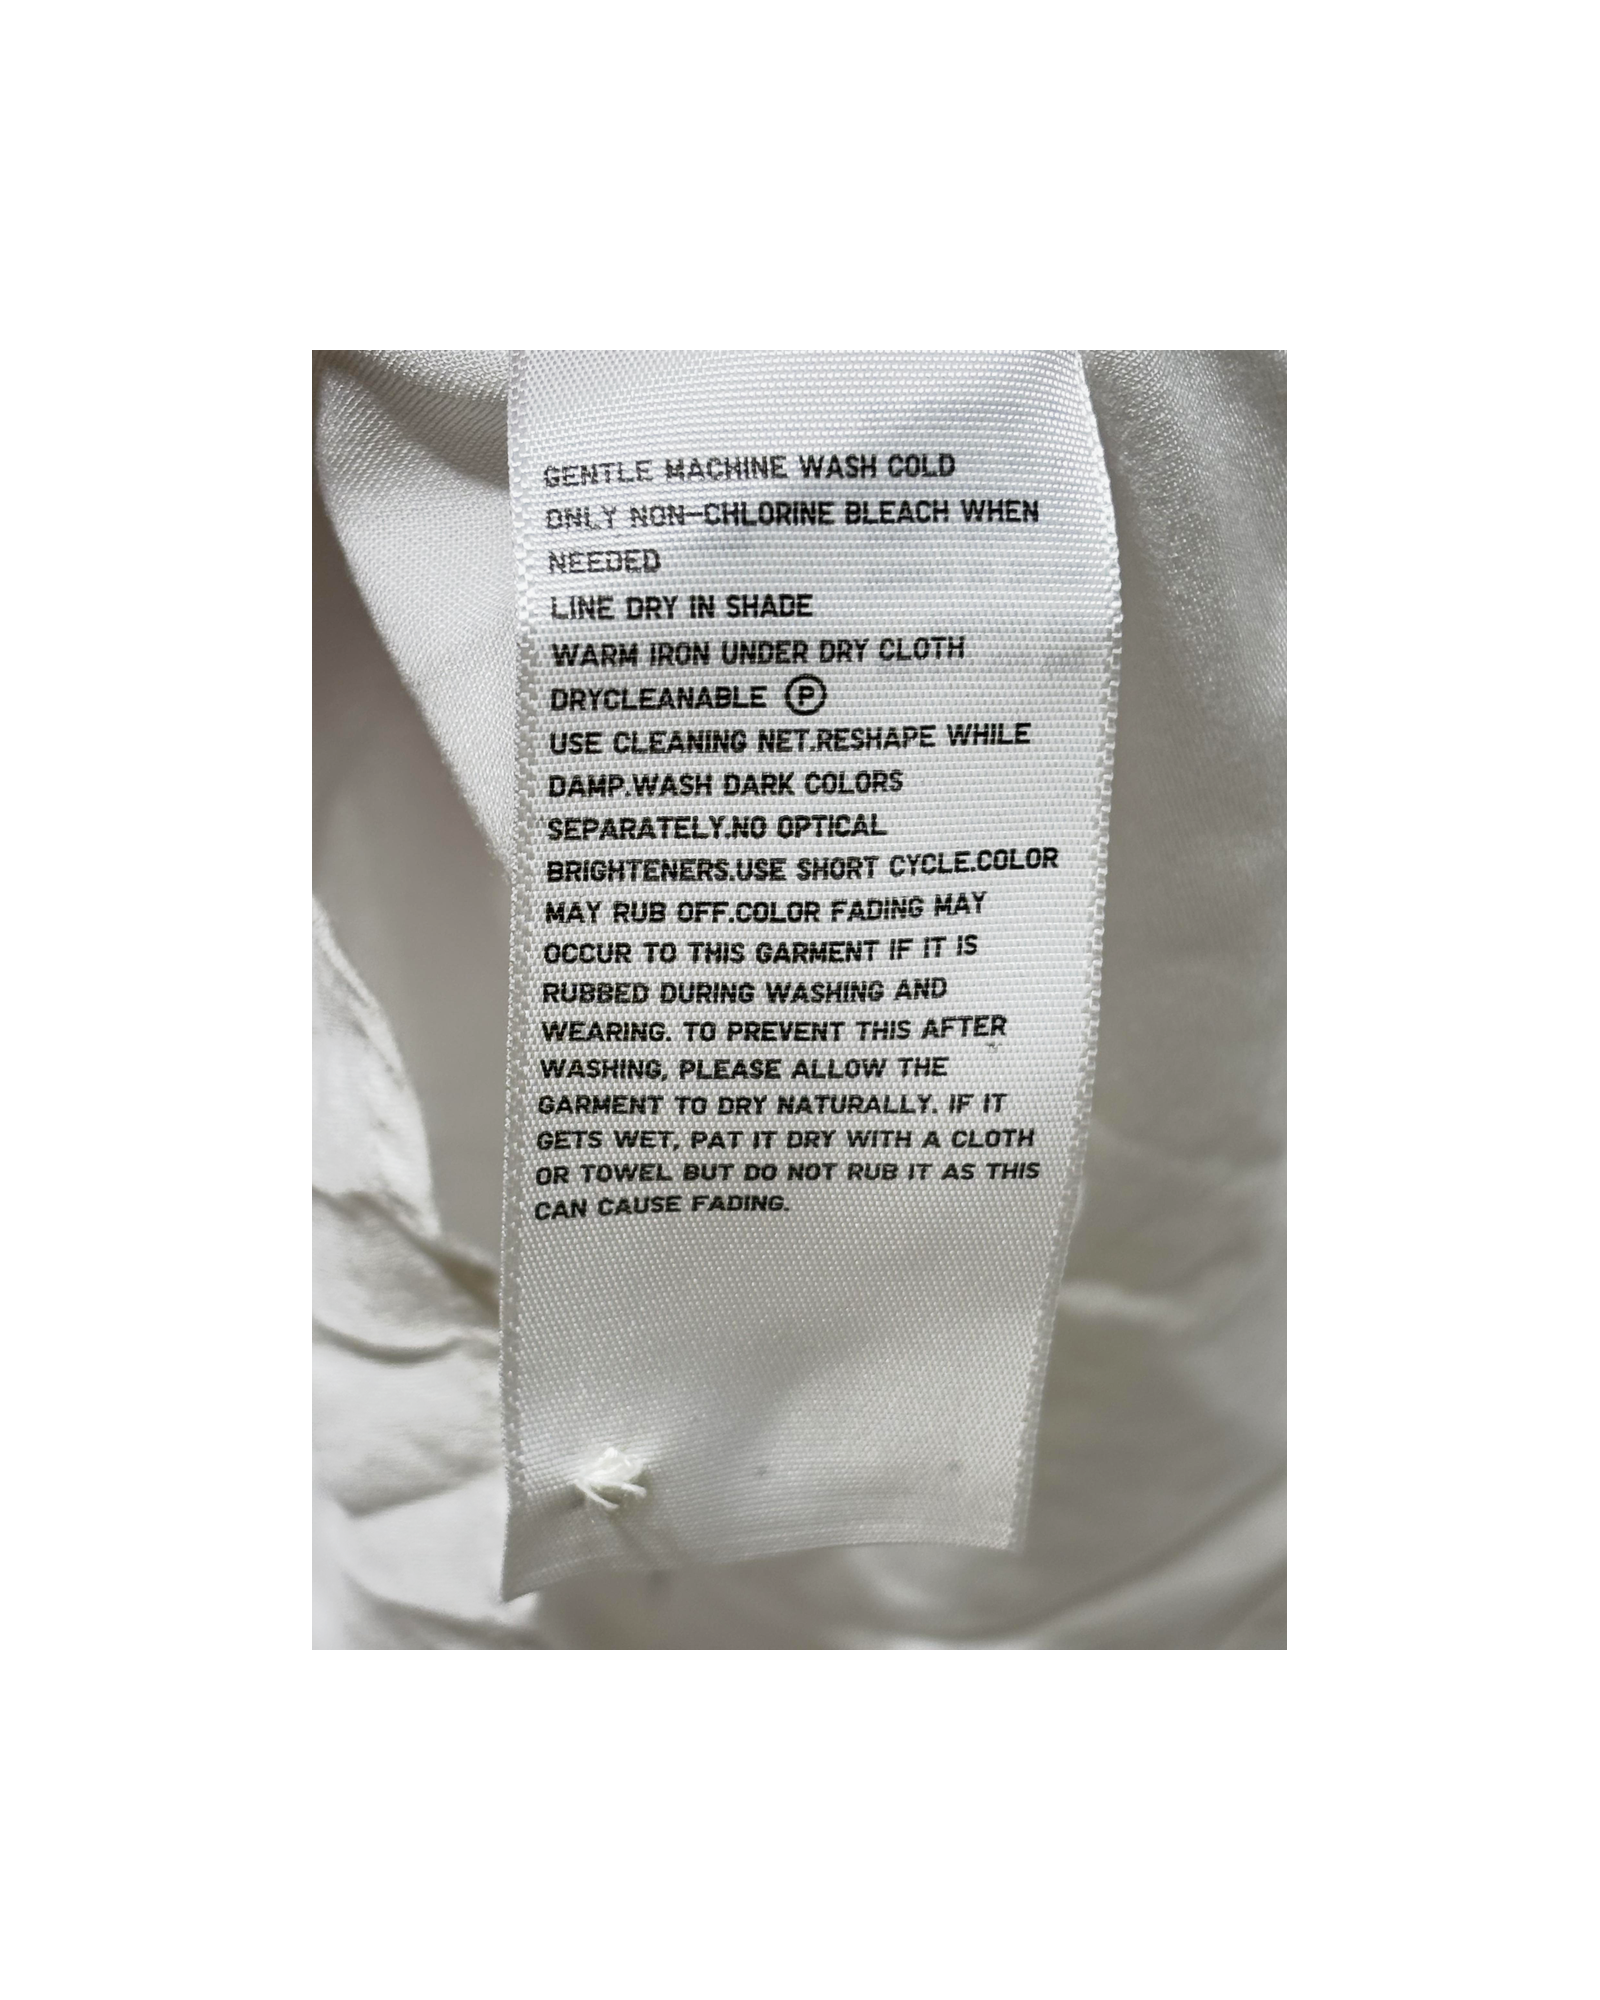 GENTLE MACHINE WASH COLD
ONLY NON-CHLORINE BLEACH WHEN
NEEDED
LINE DRY IN SHADE
WARM IRON UNDER DRY CLOTH
DRYCLEANABLE Ⓟ
USE CLEANING NET.RESHAPE WHILE
DAMP.WASH DARK COLORS
SEPARATELY.NO OPTICAL
BRIGHTENERS.USE SHORT CYCLE.COLOR
MAY RUB OFF.COLOR FADING MAY
OCCUR TO THIS GARMENT IF IT IS
RUBBED DURING WASHING AND
WEARING. TO PREVENT THIS AFTER
WASHING, PLEASE ALLOW THE
GARMENT TO DRY NATURALLY. IF IT
GETS WET, PAT IT DRY WITH A CLOTH
OR TOWEL BUT DO NOT RUB IT AS THIS
CAN CAUSE FADING.